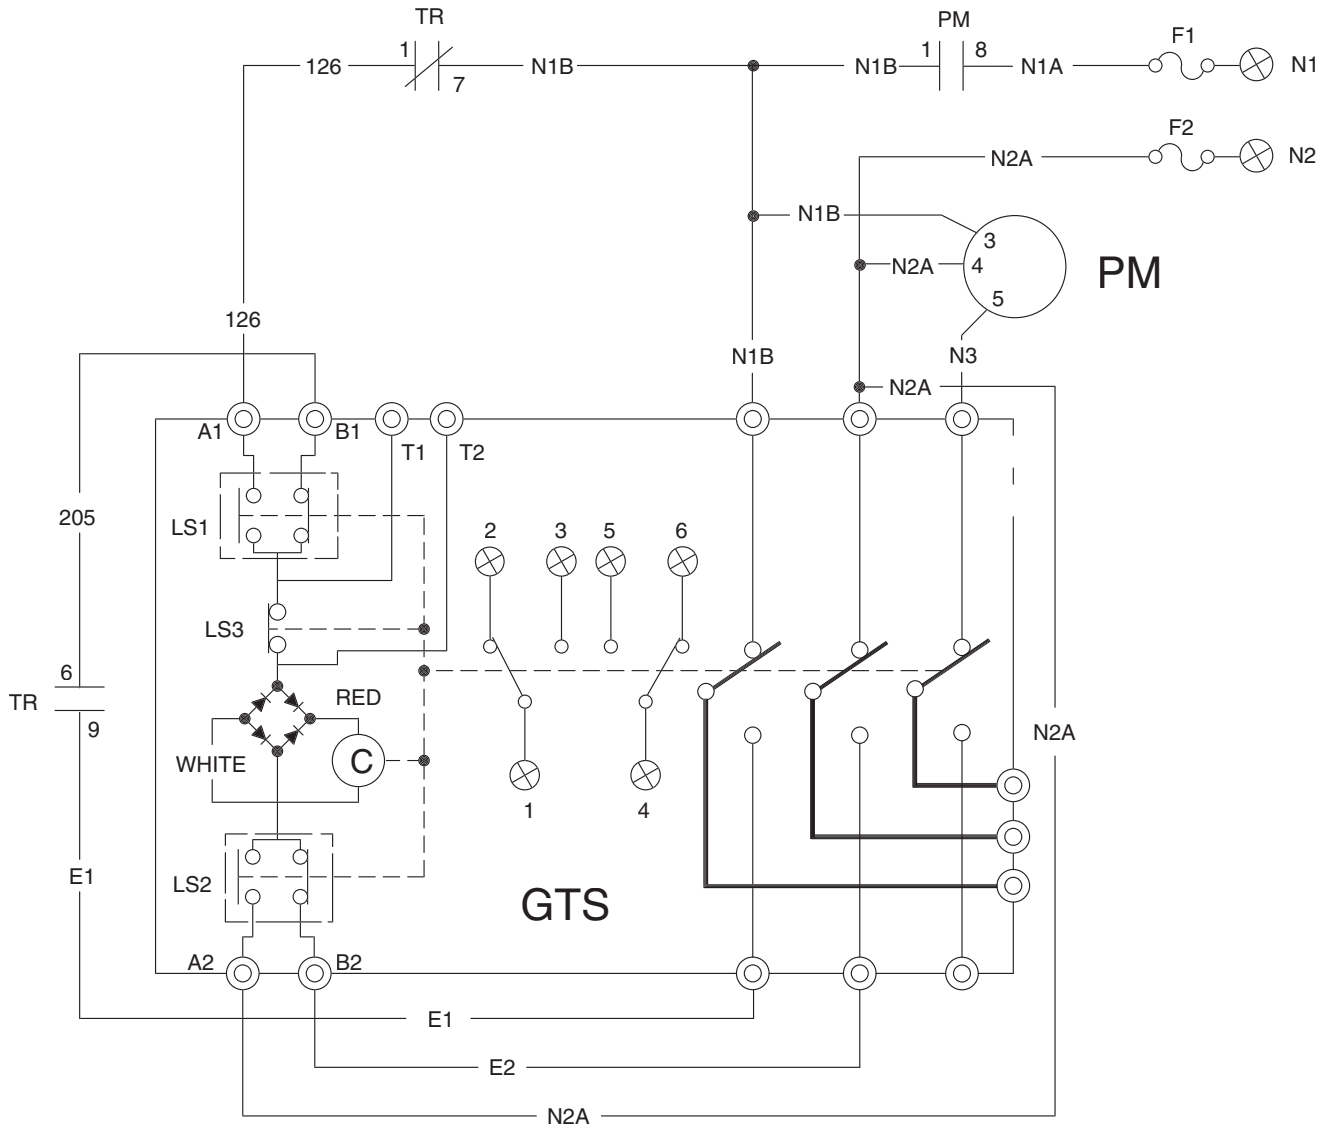 TR
PM
F1
1
7
126
N1B
N1B
1
8
N1A
N1
F2
N2A
N2
N1B
3
N2A
4
5
PM
126
N1B
N3
N2A
A1
B1
T1
T2
205
LS1
2
3
5
6
LS3
6
TR
9
RED
WHITE
C
N2A
1
4
E1
LS2
GTS
A2
B2
E1
E2
N2A